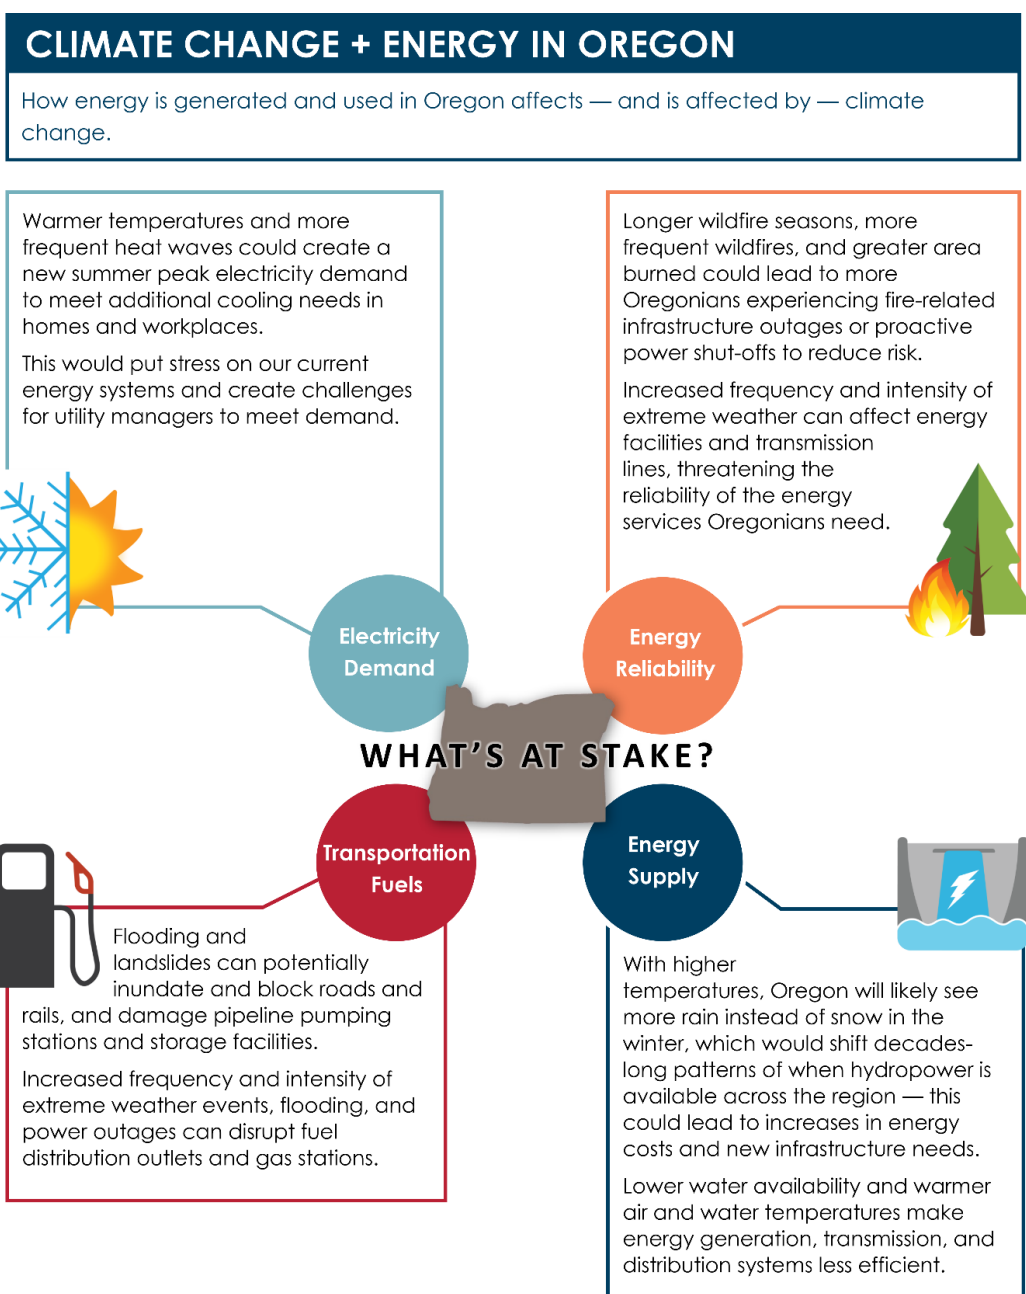 CLIMATE CHANGE + ENERGY IN OREGON
How energy is generated and used in Oregon affects — and is affected by — climate
change.
Warmer temperatures and more
frequent heat waves could create a
new summer peak electricity demand
to meet additional cooling needs in
homes and workplaces.
This would put stress on our current
energy systems and create challenges
for utility managers to meet demand.
Longer wildfire seasons, more
frequent wildfires, and greater area
burned could lead to more
Oregonians experiencing fire-related
infrastructure outages or proactive
power shut-offs to reduce risk.
Increased frequency and intensity of
extreme weather can affect energy
facilities and transmission
lines, threatening the
reliability of the energy
services Oregonians need.
Electricity
Demand
Energy
Reliability
WHAT'S AT STAKE?
Transportation
Fuels
Energy
Supply
Flooding and
landslides can potentially
inundate and block roads and
rails, and damage pipeline pumping
stations and storage facilities.
Increased frequency and intensity of
extreme weather events, flooding, and
power outages can disrupt fuel
distribution outlets and gas stations.
With higher
temperatures, Oregon will likely see
more rain instead of snow in the
winter, which would shift decades-
long patterns of when hydropower is
available across the region — this
could lead to increases in energy
costs and new infrastructure needs.
Lower water availability and warmer
air and water temperatures make
energy generation, transmission, and
distribution systems less efficient.